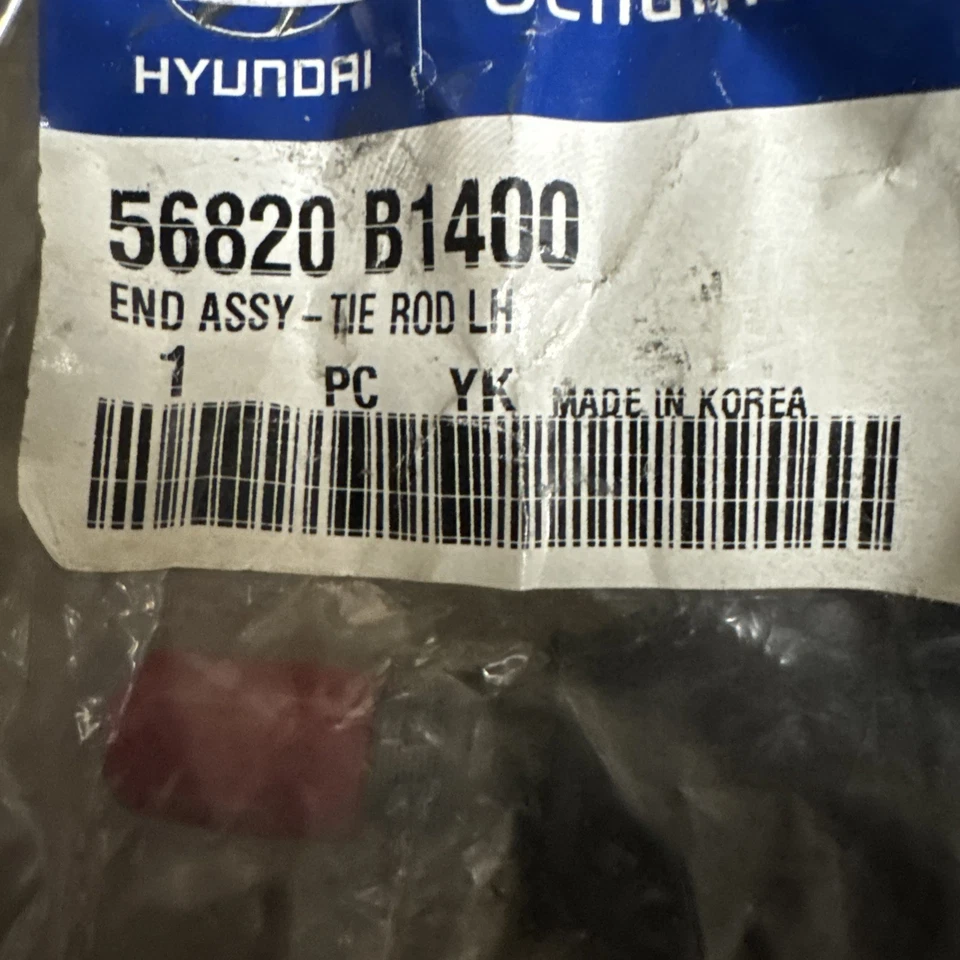 HYUNDAI
56820 B1400
END ASSY-TIE ROD LH
1 PC YK MADE IN KOREA